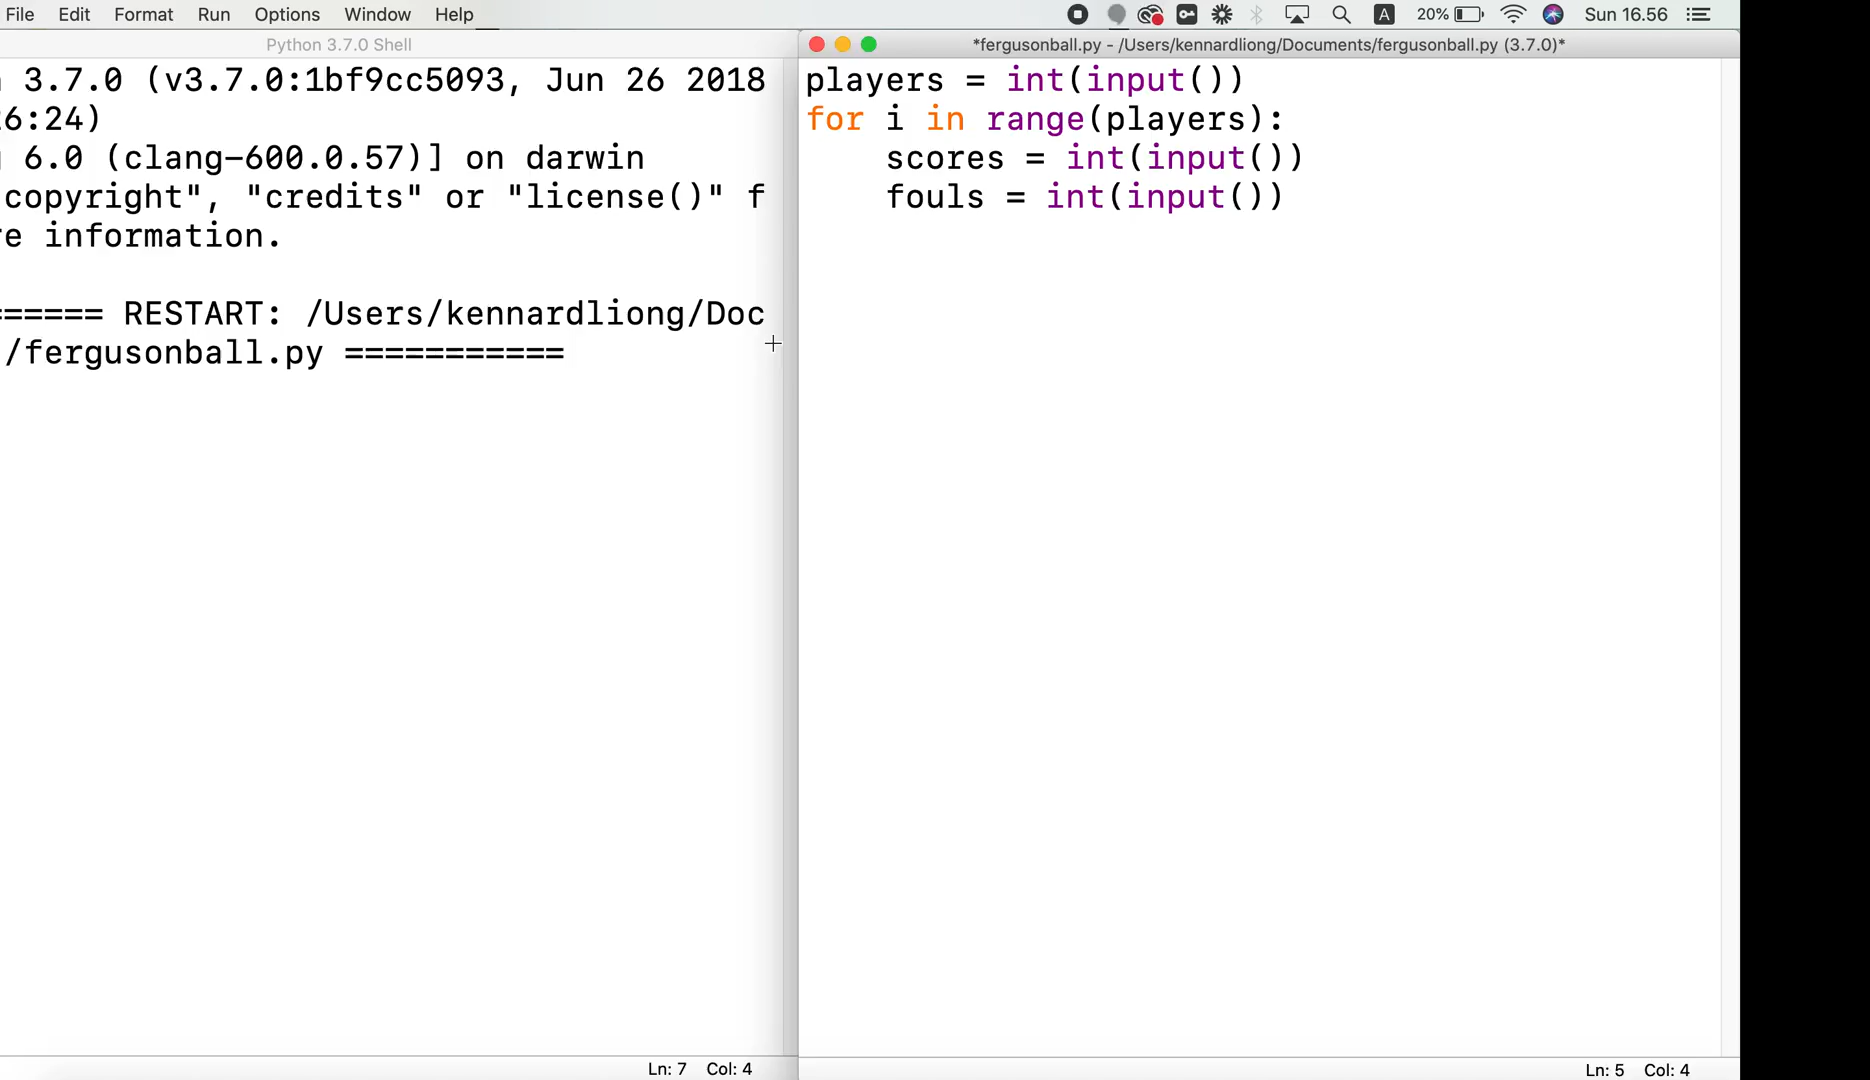 File Edit Format Run Options Window Help 20% Sun 16.56
Python 3.7.0 Shell
3.7.0 (v3.7.0:1bf9cc5093, Jun 26 2018
6:24)
6.0 (clang-600.0.57)] on darwin
copyright", "credits" or "license()" f
re information.
====== RESTART: /Users/kennardliong/Doc
/fergusonball.py ===========
Ln: 7 Col: 4
*fergusonball.py - /Users/kennardliong/Documents/fergusonball.py (3.7.0)*
players = int(input())
for i in range(players):
    scores = int(input())
    fouls = int(input())
Ln: 5 Col: 4